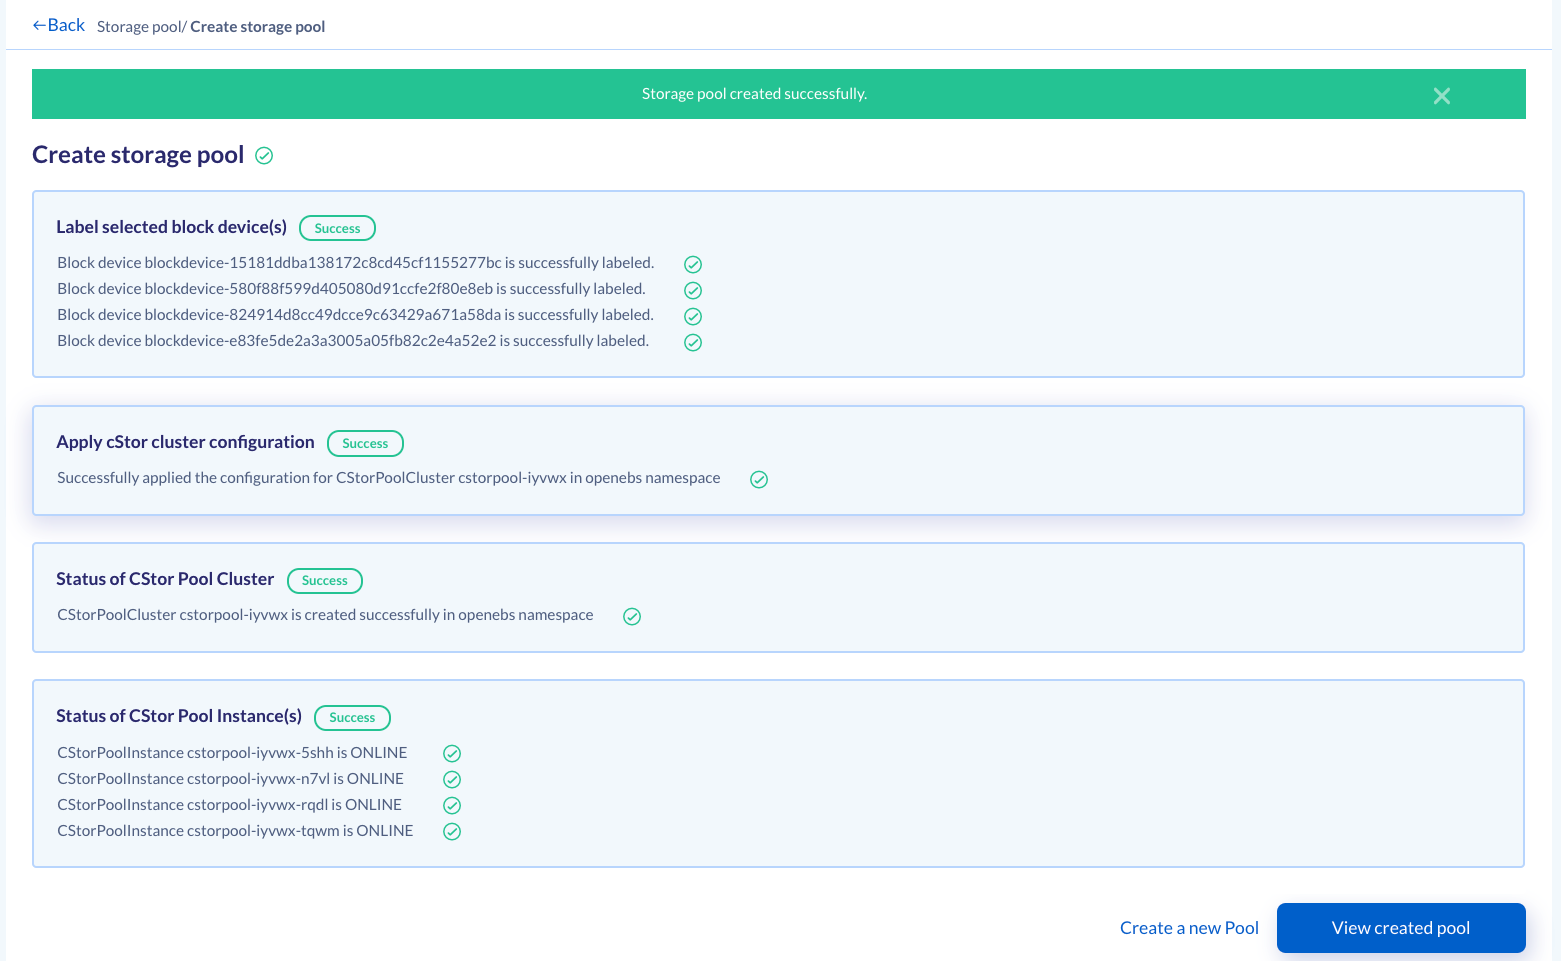 ←Back Storage pool/ Create storage pool
Storage pool created successfully.
Create storage pool
Label selected block device(s) Success
Block device blockdevice-15181ddba138172c8cd45cf1155277bc is successfully labeled.
Block device blockdevice-580f88f599d405080d91ccfe2f80e8eb is successfully labeled.
Block device blockdevice-824914d8cc49dcce9c63429a671a58da is successfully labeled.
Block device blockdevice-e83fe5de2a3a3005a05fb82c2e4a52e2 is successfully labeled.
Apply cStor cluster configuration Success
Successfully applied the configuration for CStorPoolCluster cstorpool-iyvwx in openebs namespace
Status of CStor Pool Cluster Success
CStorPoolCluster cstorpool-iyvwx is created successfully in openebs namespace
Status of CStor Pool Instance(s) Success
CStorPoolInstance cstorpool-iyvwx-5shh is ONLINE
CStorPoolInstance cstorpool-iyvwx-n7vl is ONLINE
CStorPoolInstance cstorpool-iyvwx-rqdl is ONLINE
CStorPoolInstance cstorpool-iyvwx-tqwm is ONLINE
Create a new Pool View created pool